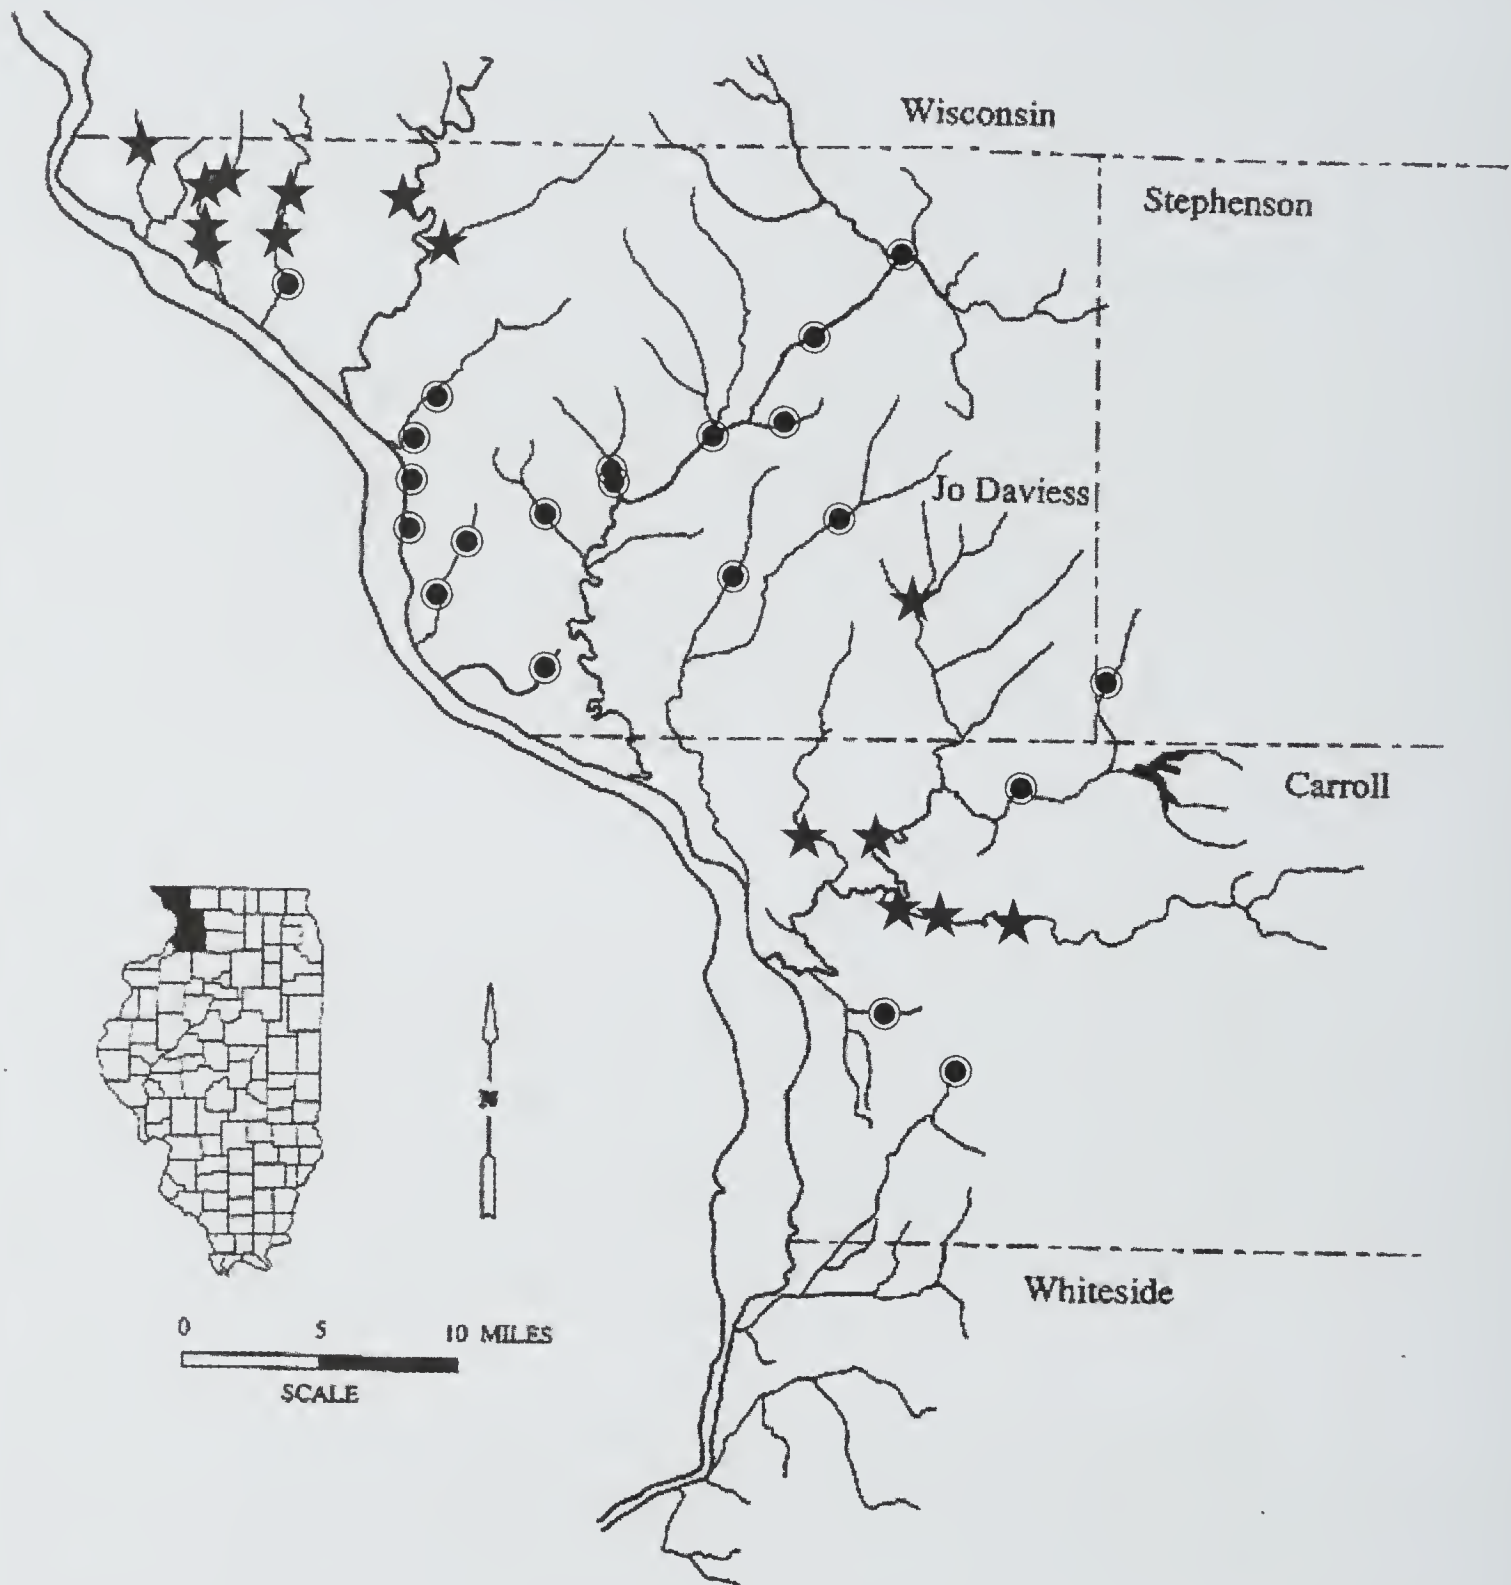 Wisconsin
Stephenson
Jo Daviess
Carroll
Whiteside
0 5 10 MILES
SCALE